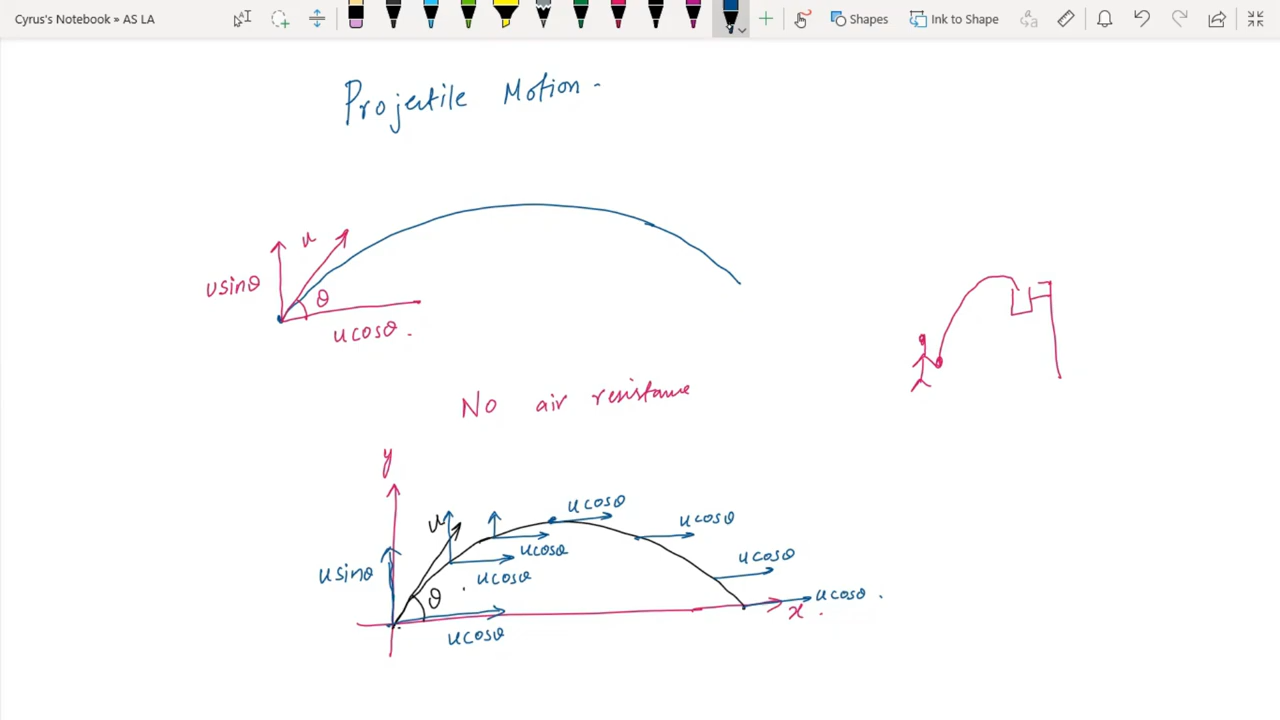 Cyrus's Notebook » AS LA
Shapes
Ink to Shape
Projectile Motion.
u
usinθ
θ
ucosθ.
No air resistance
y
u
ucosθ
ucosθ
ucosθ
ucosθ
usinθ
ucosθ
θ
ucosθ.
x.
ucosθ